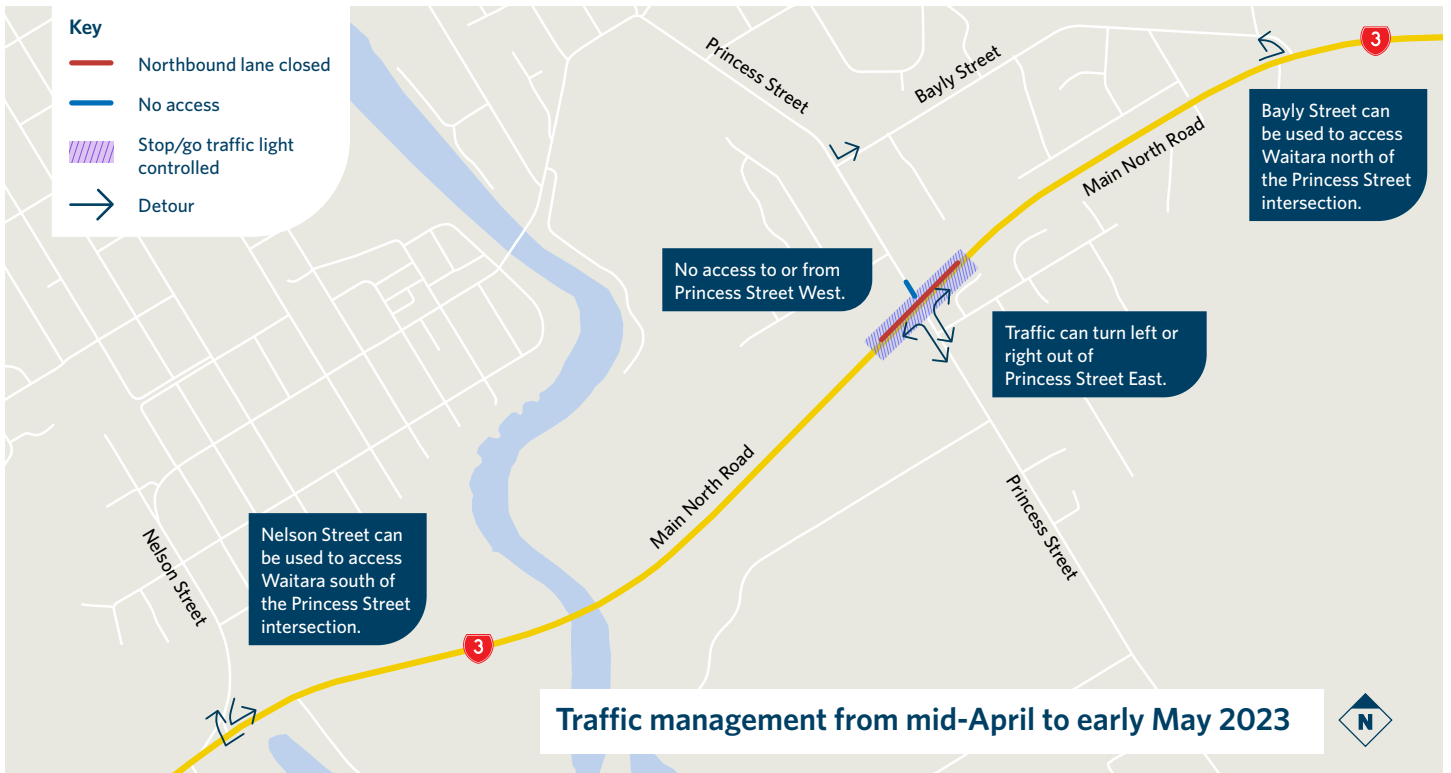 Key
Northbound lane closed
No access
Stop/go traffic light
controlled
Detour
Princess Street
Bayly Street
3
Main North Road
Bayly Street can
be used to access
Waitara north of
the Princess Street
intersection.
No access to or from
Princess Street West.
Traffic can turn left or
right out of
Princess Street East.
Main North Road
Princess Street
Nelson Street
Nelson Street can
be used to access
Waitara south of
the Princess Street
intersection.
3
Traffic management from mid-April to early May 2023
N